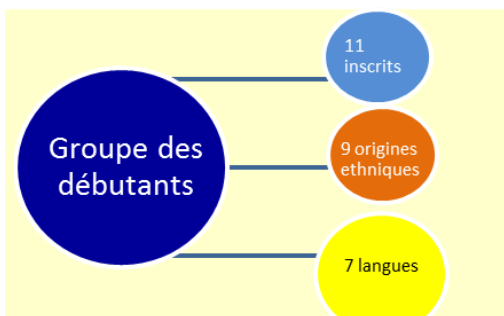 Groupe des
débutants
11
inscrits
9 origines
ethniques
7 langues